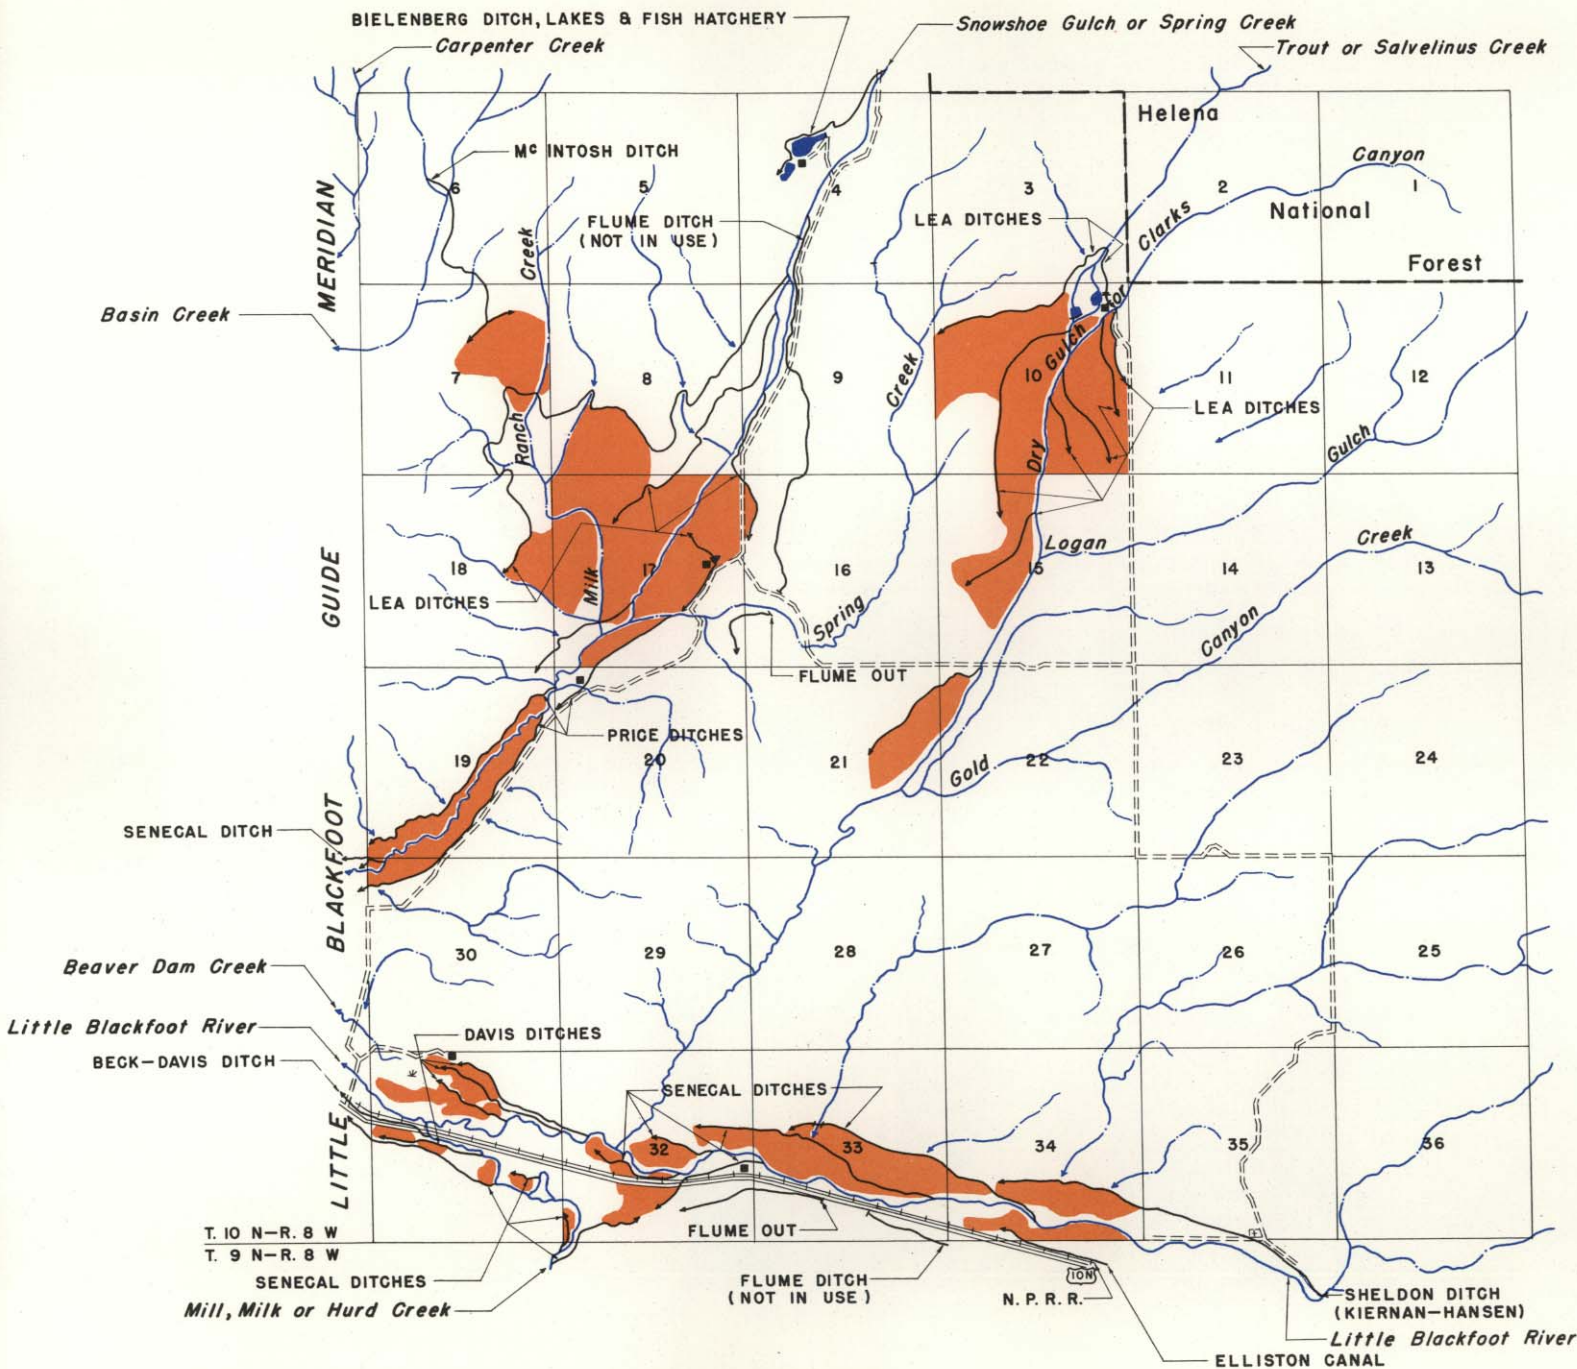 BIELENBERG DITCH, LAKES & FISH HATCHERY
Snowshoe Gulch or Spring Creek
Carpenter Creek
Trout or Salvelinus Creek
Helena
Mc INTOSH DITCH
Canyon
6
5
4
3
2
1
FLUME DITCH
(NOT IN USE)
LEA DITCHES
Clarks
National
Creek
MERIDIAN
Forest
Basin Creek
or
Gulch
7
8
9
10
11
12
Creek
LEA DITCHES
Ranch
Dry
Gulch
Logan
Creek
GUIDE
18
17
16
15
14
13
LEA DITCHES
Milk
Spring
Canyon
FLUME OUT
PRICE DITCHES
19
20
21
22
23
24
Gold
SENECAL DITCH
BLACKFOOT
30
29
28
27
26
25
Beaver Dam Creek
Little Blackfoot River
DAVIS DITCHES
BECK-DAVIS DITCH
SENECAL DITCHES
32
33
34
35
36
LITTLE
T. 10 N-R. 8 W
T. 9 N-R. 8 W
FLUME OUT
SENECAL DITCHES
FLUME DITCH
(NOT IN USE)
10N
N. P. R. R.
SHELDON DITCH
(KIERNAN-HANSEN)
Mill, Milk or Hurd Creek
Little Blackfoot River
ELLISTON CANAL